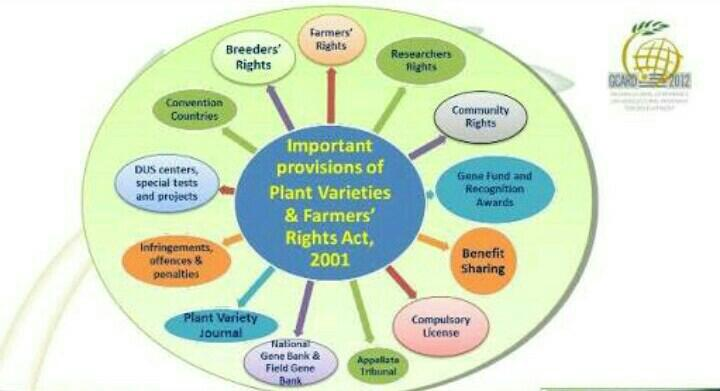 Important
provisions of
Plant Varieties
& Farmers'
Rights Act,
2001
Farmers'
Rights
Researchers
Rights
Community
Rights
Gene Fund and
Recognition
Awards
Benefit
Sharing
Compulsory
License
Appellate
Tribunal
National
Gene Bank &
Field Gene
Bank
Plant Variety
Journal
Infringements,
offences &
penalties
DUS centers,
special tests
and projects
Convention
Countries
Breeders'
Rights
GCARD 2012